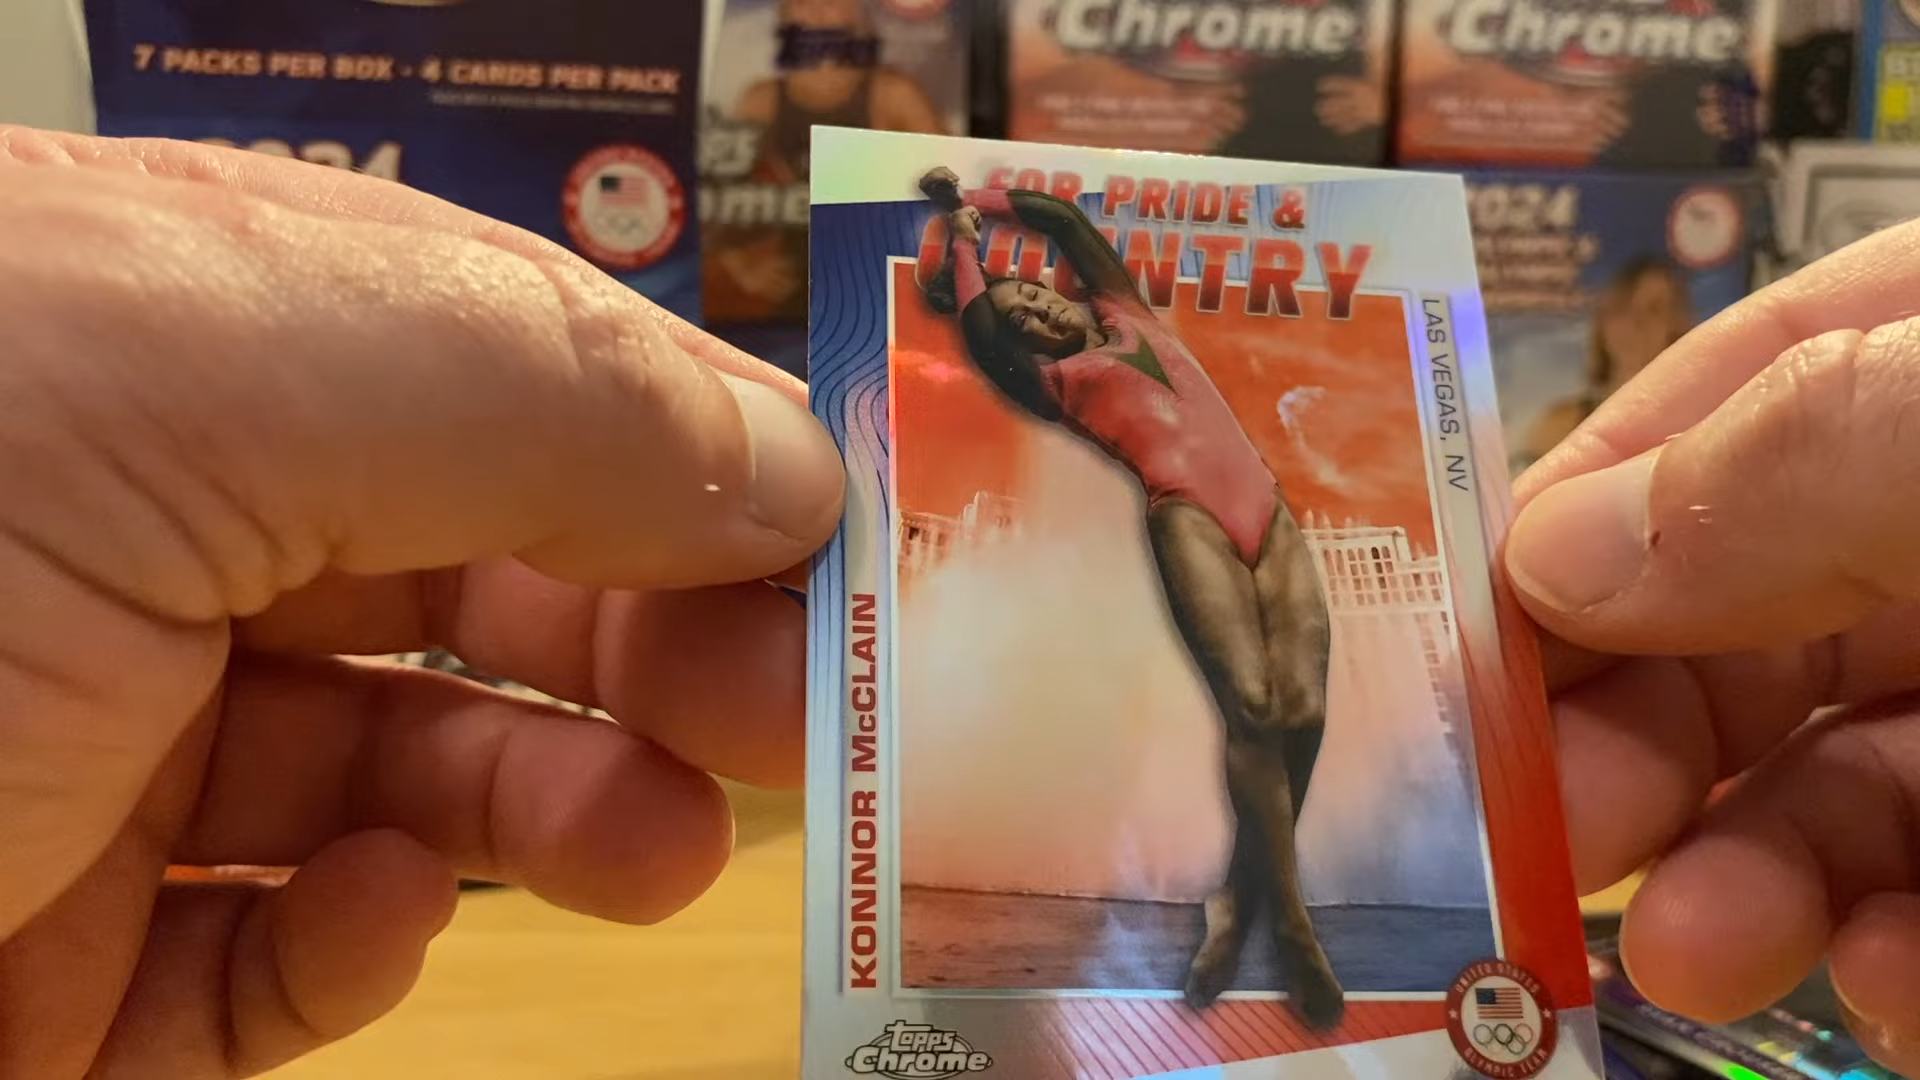 7 PACKS PER BOX - 4 CARDS PER PACK
2024
Chrome
Chrome
2024
FOR PRIDE &
COUNTRY
LAS VEGAS, NV
KONNOR McCLAIN
Topps
Chrome
UNITED STATES
OLYMPIC TEAM